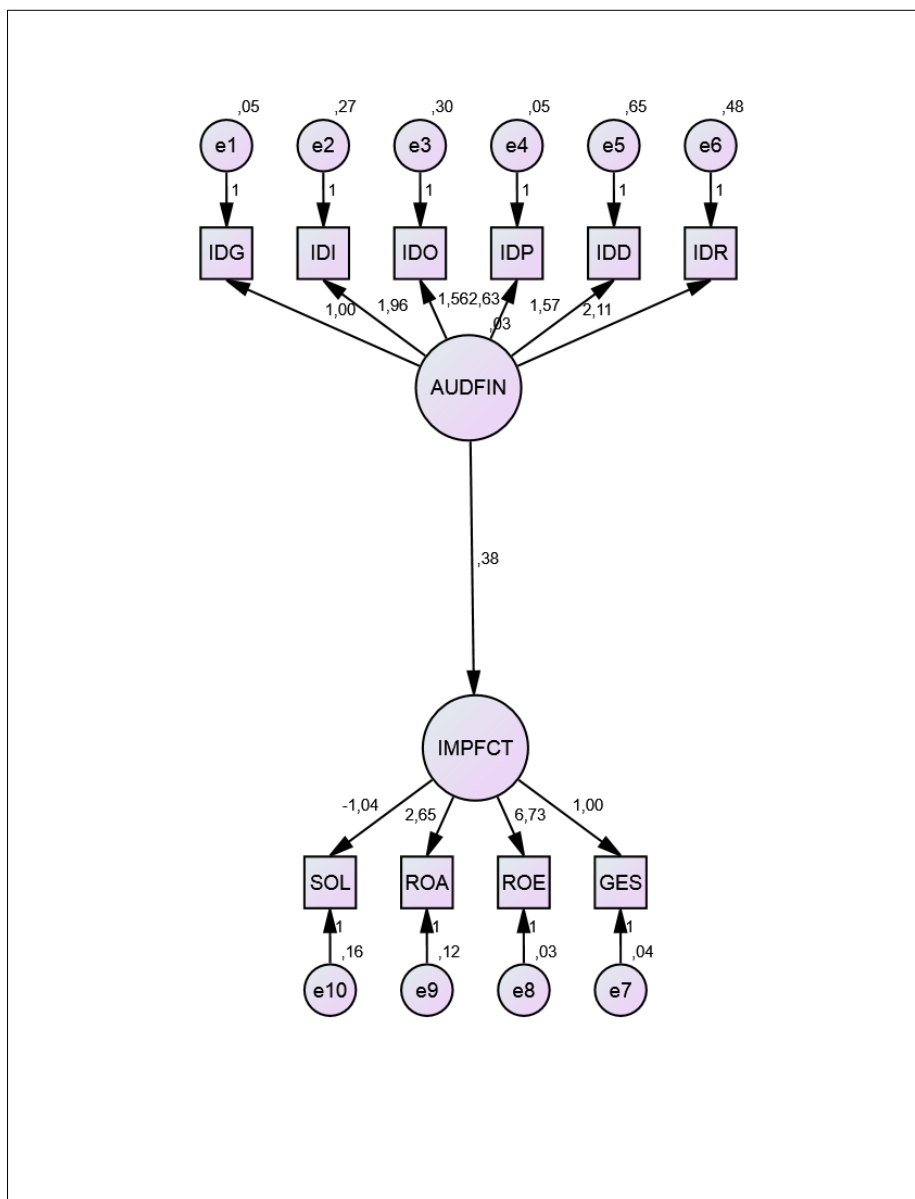 ,05 ,27 ,30 ,05 ,65 ,48
e1 e2 e3 e4 e5 e6
1 1 1 1 1 1
IDG IDI IDO IDP IDD IDR
1,00 1,96 1,56 2,63 1,57 2,11
,03
AUDFIN
,38
IMPFCT
-1,04 2,65 6,73 1,00
SOL ROA ROE GES
1 1 1 1
,16 ,12 ,03 ,04
e10 e9 e8 e7